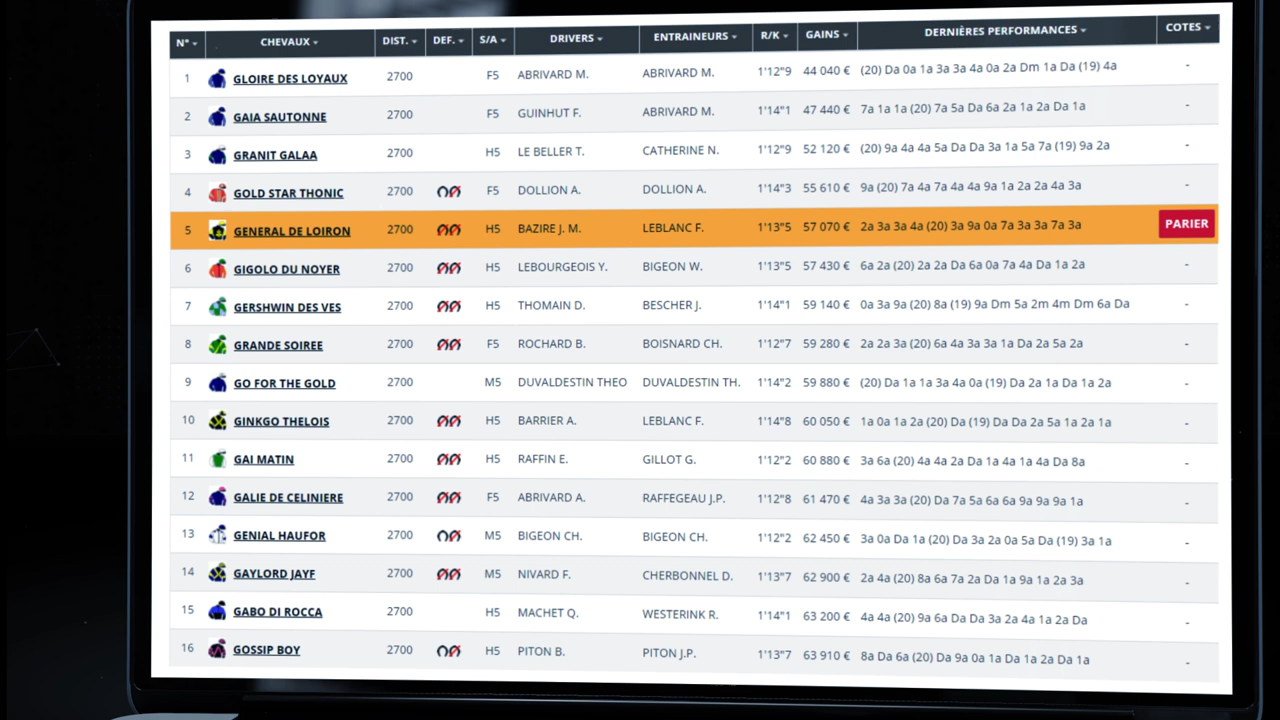 N° CHEVAUX DIST. DEF. S/A DRIVERS ENTRAINEURS R/K GAINS DERNIÈRES PERFORMANCES COTES
1 GLOIRE DES LOYAUX 2700 F5 ABRIVARD M. ABRIVARD M. 1'12"9 44 040 € (20) Da 0a 1a 3a 3a 4a 0a 2a Dm 1a Da (19) 4a -
2 GAIA SAUTONNE 2700 F5 GUINHUT F. ABRIVARD M. 1'14"1 47 440 € 7a 1a 1a (20) 7a 5a Da 6a 2a 1a 2a Da 1a -
3 GRANIT GALAA 2700 H5 LE BELLER T. CATHERINE N. 1'12"9 52 120 € (20) 9a 4a 4a 5a Da Da 3a 1a 5a 7a (19) 9a 2a -
4 GOLD STAR THONIC 2700 F5 DOLLION A. DOLLION A. 1'14"3 55 610 € 9a (20) 7a 4a 7a 4a 4a 9a 1a 2a 2a 4a 3a -
5 GENERAL DE LOIRON 2700 H5 BAZIRE J. M. LEBLANC F. 1'13"5 57 070 € 2a 3a 3a 4a (20) 3a 9a 0a 7a 3a 3a 7a 3a PARIER
6 GIGOLO DU NOYER 2700 H5 LEBOURGEOIS Y. BIGEON W. 1'13"5 57 430 € 6a 2a (20) 2a 2a Da 6a 0a 7a 4a Da 1a 2a -
7 GERSHWIN DES VES 2700 H5 THOMAIN D. BESCHER J. 1'14"1 59 140 € 0a 3a 9a (20) 8a (19) 9a Dm 5a 2m 4m Dm 6a Da -
8 GRANDE SOIREE 2700 F5 ROCHARD B. BOISNARD CH. 1'12"7 59 280 € 2a 2a 3a (20) 6a 4a 3a 3a 1a Da 2a 5a 2a -
9 GO FOR THE GOLD 2700 M5 DUVALDESTIN THEO DUVALDESTIN TH. 1'14"2 59 880 € (20) Da 1a 1a 3a 4a 0a (19) Da 2a 1a Da 1a 2a -
10 GINKGO THELOIS 2700 H5 BARRIER A. LEBLANC F. 1'14"8 60 050 € 1a 0a 1a 2a (20) Da (19) Da Da 2a 5a 1a 2a 1a -
11 GAI MATIN 2700 H5 RAFFIN E. GILLOT G. 1'12"2 60 880 € 3a 6a (20) 4a 4a 2a Da 1a 4a 1a 4a Da 8a -
12 GALIE DE CELINIERE 2700 F5 ABRIVARD A. RAFFEGEAU J.P. 1'12"8 61 470 € 4a 3a 3a (20) Da 7a 5a 6a 6a 9a 9a 9a 1a -
13 GENIAL HAUFOR 2700 M5 BIGEON CH. BIGEON CH. 1'12"2 62 450 € 3a 0a Da 1a (20) Da 3a 2a 0a 5a Da (19) 3a 1a -
14 GAYLORD JAYF 2700 M5 NIVARD F. CHERBONNEL D. 1'13"7 62 900 € 2a 4a (20) 8a 6a 7a 2a Da 1a 9a 1a 2a 3a -
15 GABO DI ROCCA 2700 H5 MACHET Q. WESTERINK R. 1'14"1 63 200 € 4a 4a (20) 9a 6a Da Da 3a 2a 4a 1a 2a Da -
16 GOSSIP BOY 2700 H5 PITON B. PITON J.P. 1'13"7 63 910 € 8a Da 6a (20) Da 9a 0a 1a Da 1a 2a Da 1a -